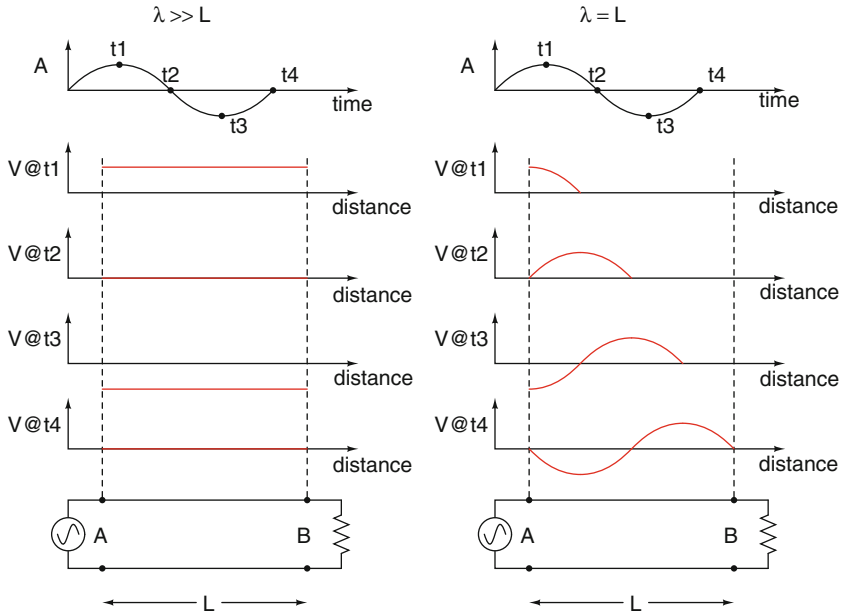 λ >> L
A
t1
t2
t4
t3
time
V@t1
distance
V@t2
distance
V@t3
distance
V@t4
distance
A
B
L
λ = L
A
t1
t2
t4
t3
time
V@t1
distance
V@t2
distance
V@t3
distance
V@t4
distance
A
B
L